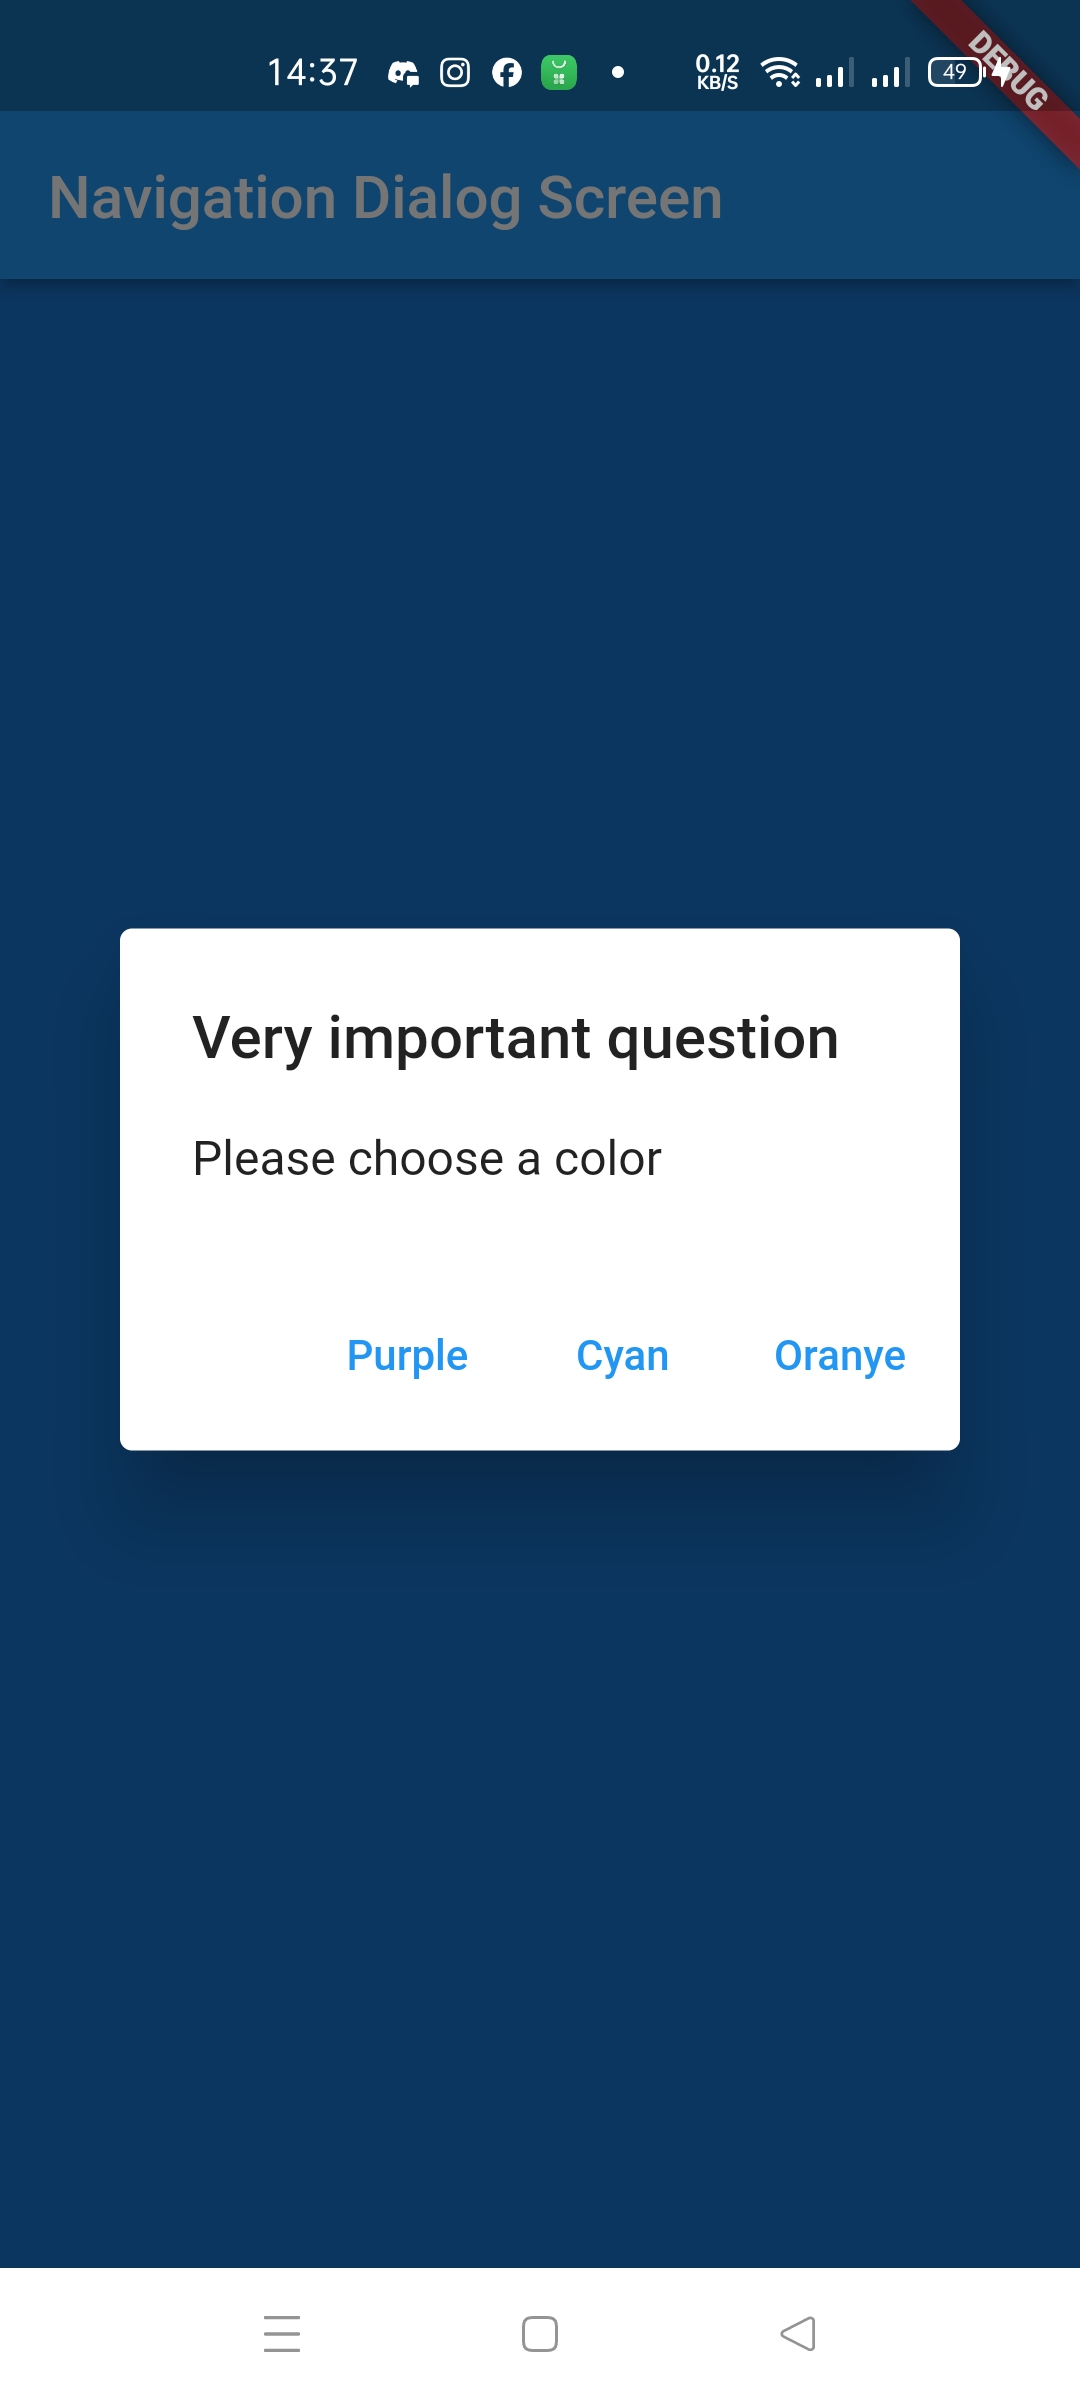 14:37
0.12
KB/S
49
DEBUG
Navigation Dialog Screen
Very important question
Please choose a color
Purple Cyan Oranye